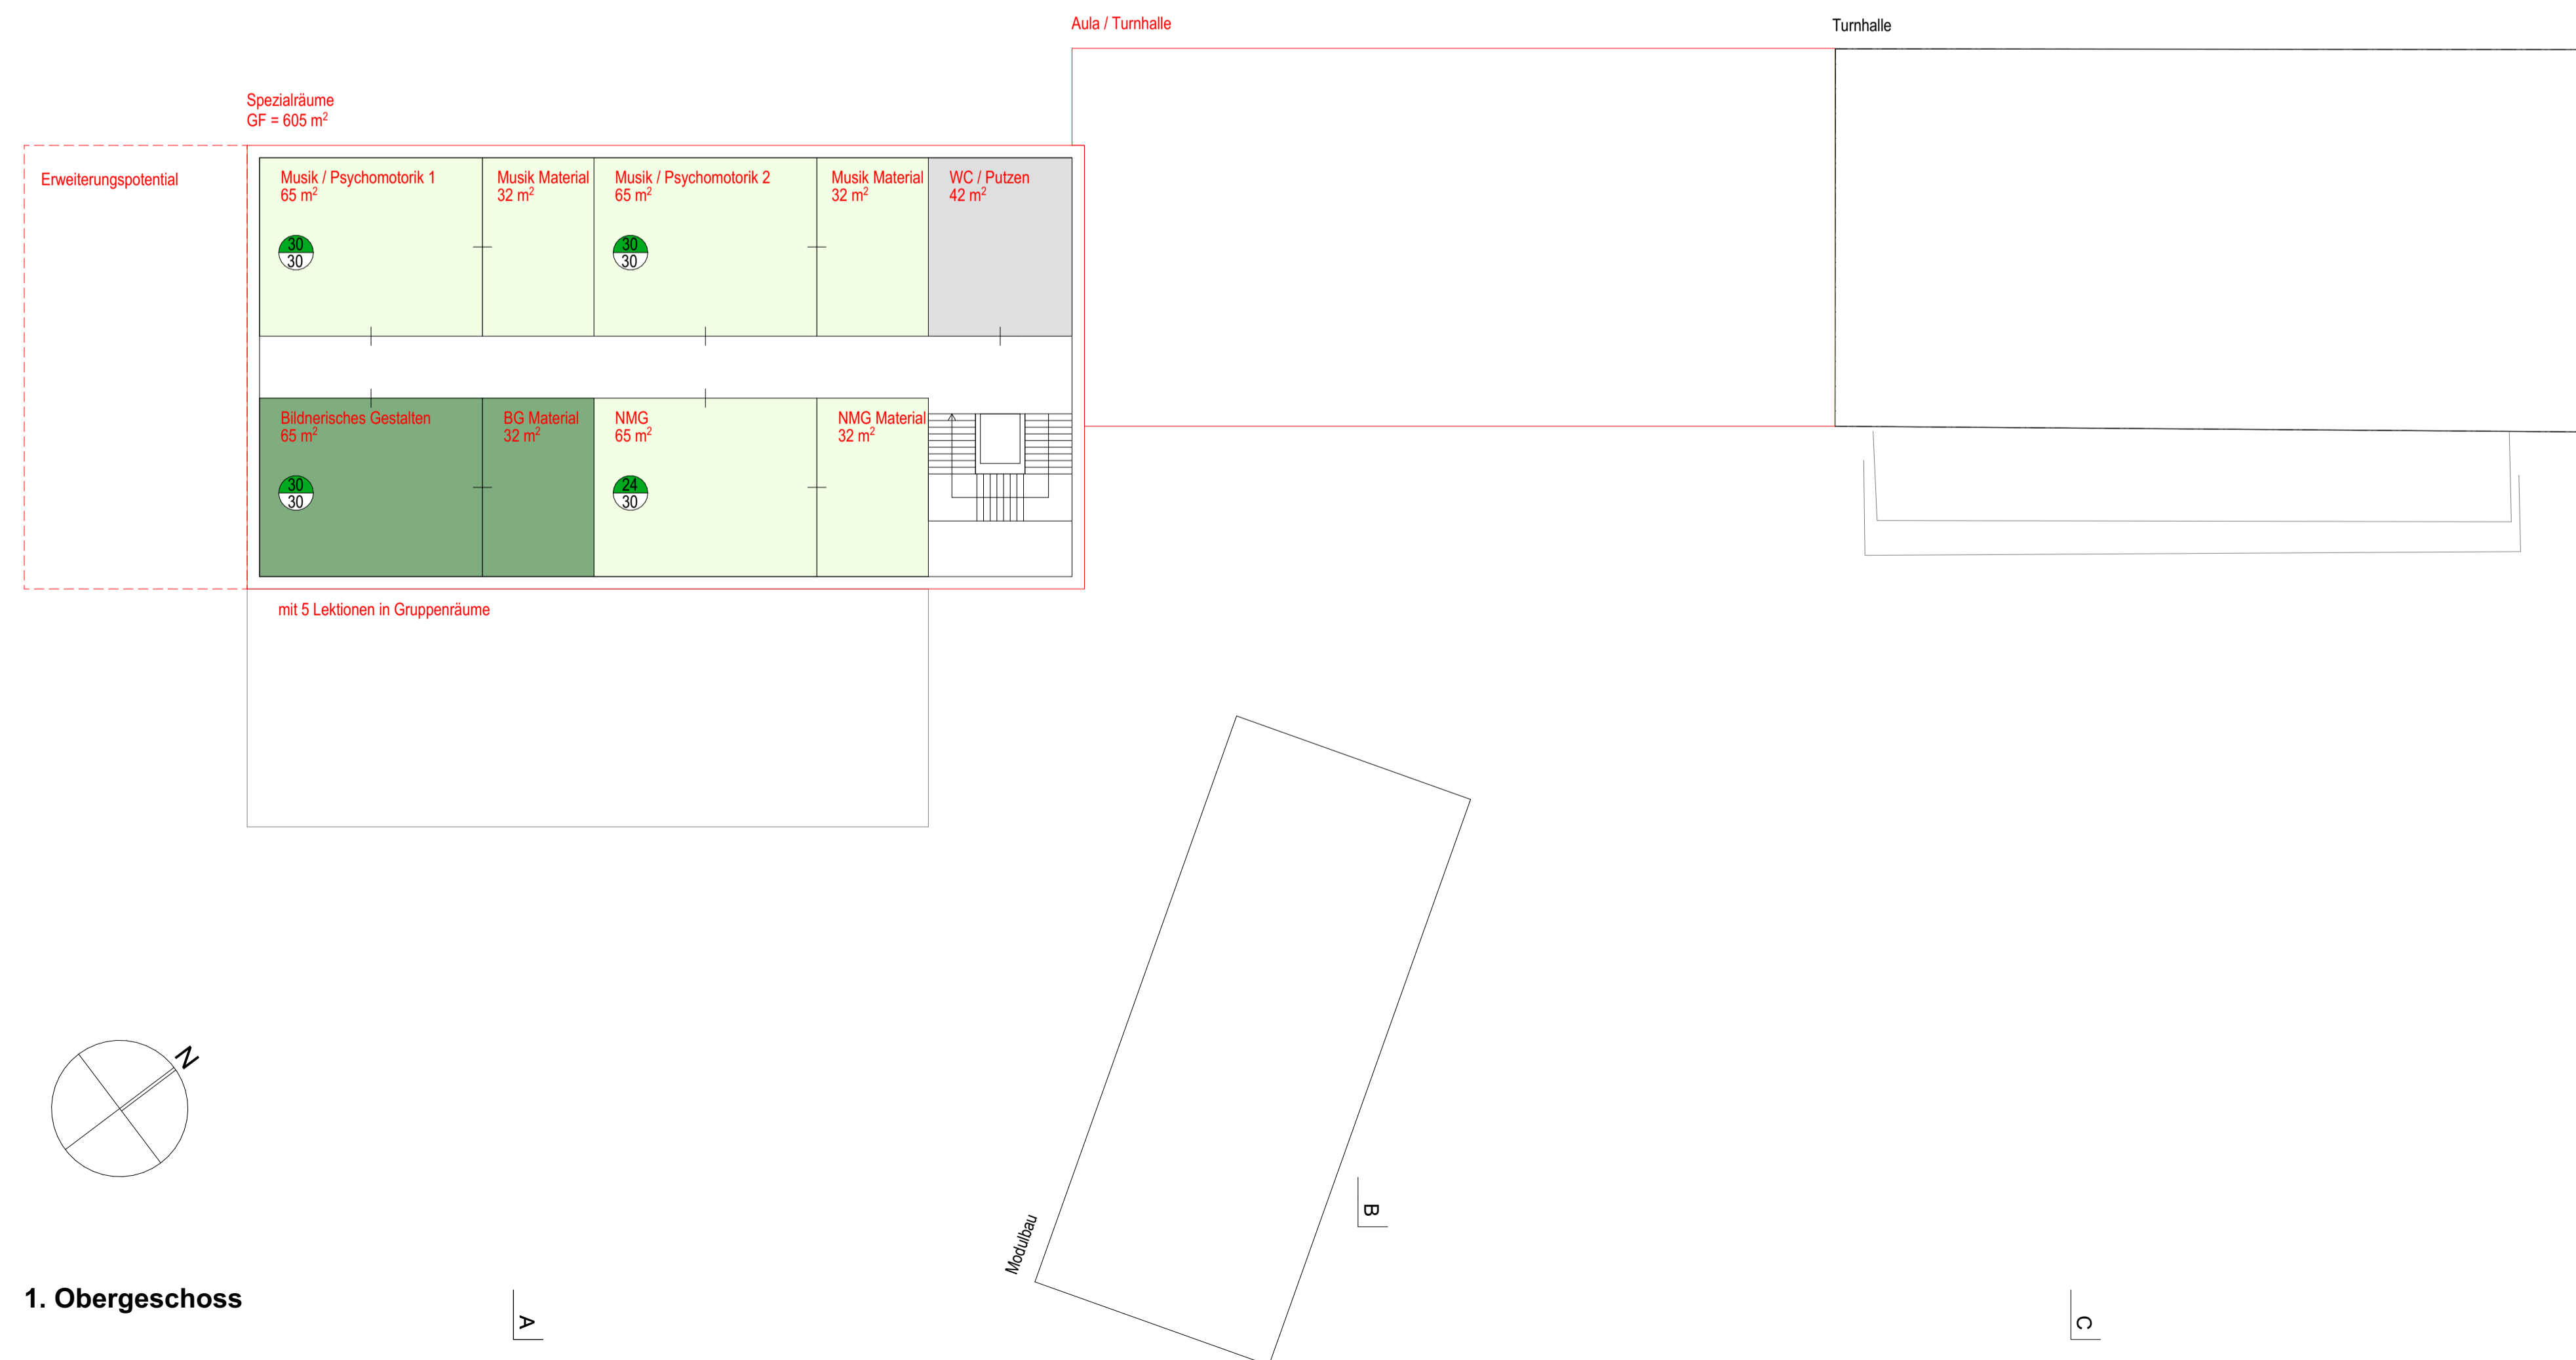 Aula / Turnhalle
Turnhalle
Spezialräume
GF = 605 m²
Erweiterungspotential
Musik / Psychomotorik 1
65 m²
30
30
Musik Material
32 m²
Musik / Psychomotorik 2
65 m²
30
30
Musik Material
32 m²
WC / Putzen
42 m²
Bildnerisches Gestalten
65 m²
30
30
BG Material
32 m²
NMG
65 m²
24
30
NMG Material
32 m²
mit 5 Lektionen in Gruppenräume
N
Modulbau
B
1. Obergeschoss
A
C